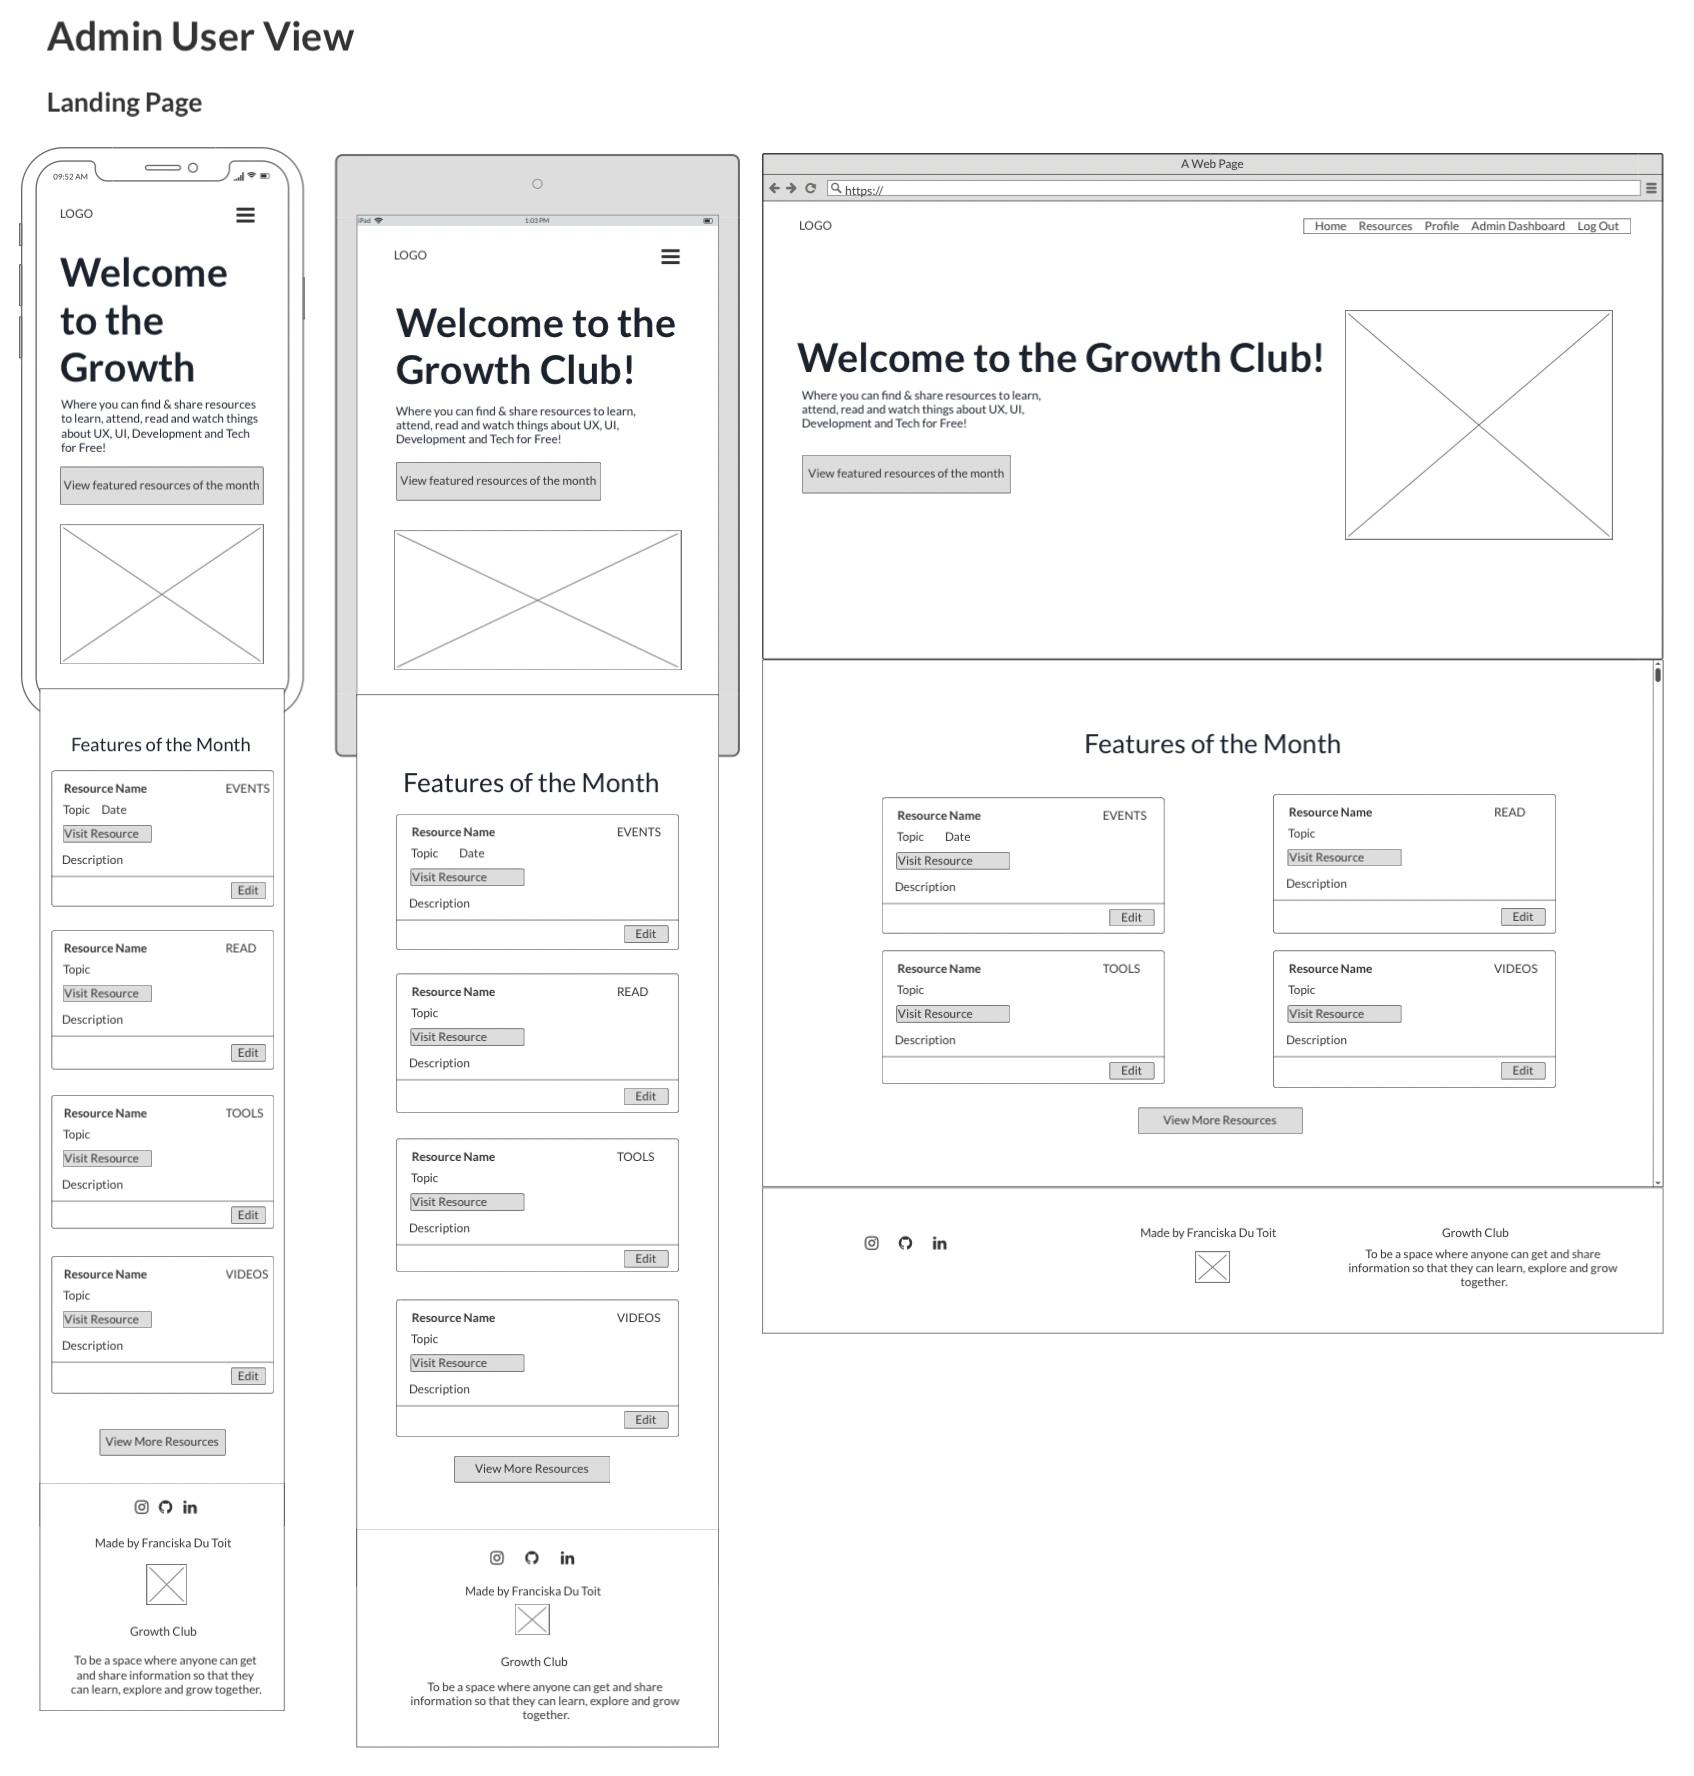 Admin User View
Landing Page
09:52 AM
LOGO
Welcome
to the
Growth
Where you can find & share resources
to learn, attend, read and watch things
about UX, UI, Development and Tech
for Free!
View featured resources of the month
Features of the Month
Resource Name EVENTS
Topic Date
Visit Resource
Description
Edit
Resource Name READ
Topic
Visit Resource
Description
Edit
Resource Name TOOLS
Topic
Visit Resource
Description
Edit
Resource Name VIDEOS
Topic
Visit Resource
Description
Edit
View More Resources
Made by Franciska Du Toit
Growth Club
To be a space where anyone can get
and share information so that they
can learn, explore and grow together.
iPad 1:03 PM
LOGO
Welcome to the
Growth Club!
Where you can find & share resources to learn,
attend, read and watch things about UX, UI,
Development and Tech for Free!
View featured resources of the month
Features of the Month
Resource Name EVENTS
Topic Date
Visit Resource
Description
Edit
Resource Name READ
Topic
Visit Resource
Description
Edit
Resource Name TOOLS
Topic
Visit Resource
Description
Edit
Resource Name VIDEOS
Topic
Visit Resource
Description
Edit
View More Resources
Made by Franciska Du Toit
Growth Club
To be a space where anyone can get and share
information so that they can learn, explore and grow
together.
A Web Page
https://
LOGO Home Resources Profile Admin Dashboard Log Out
Welcome to the Growth Club!
Where you can find & share resources to learn,
attend, read and watch things about UX, UI,
Development and Tech for Free!
View featured resources of the month
Features of the Month
Resource Name EVENTS
Topic Date
Visit Resource
Description
Edit
Resource Name READ
Topic
Visit Resource
Description
Edit
Resource Name TOOLS
Topic
Visit Resource
Description
Edit
Resource Name VIDEOS
Topic
Visit Resource
Description
Edit
View More Resources
Made by Franciska Du Toit
Growth Club
To be a space where anyone can get and share
information so that they can learn, explore and grow
together.